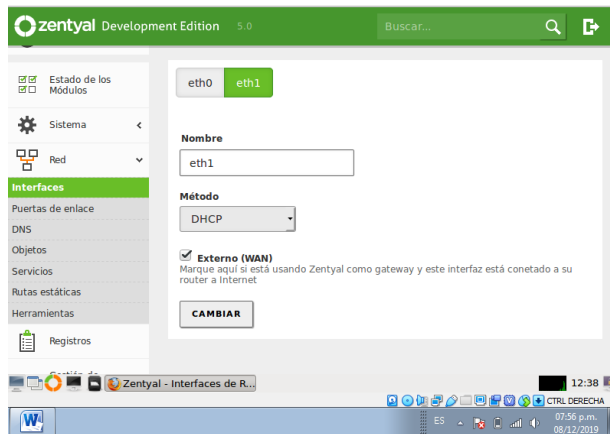 zentyal Development Edition 5.0
Buscar...
Estado de los
Módulos
Sistema
Red
Interfaces
Puertas de enlace
DNS
Objetos
Servicios
Rutas estáticas
Herramientas
Registros
eth0
eth1
Nombre
eth1
Método
DHCP
Externo (WAN)
Marque aquí si está usando Zentyal como gateway y este interfaz está conetado a su
router a Internet
CAMBIAR
Zentyal - Interfaces de R...
12:38
CTRL DERECHA
W
ES
07:56 p.m.
08/12/2019